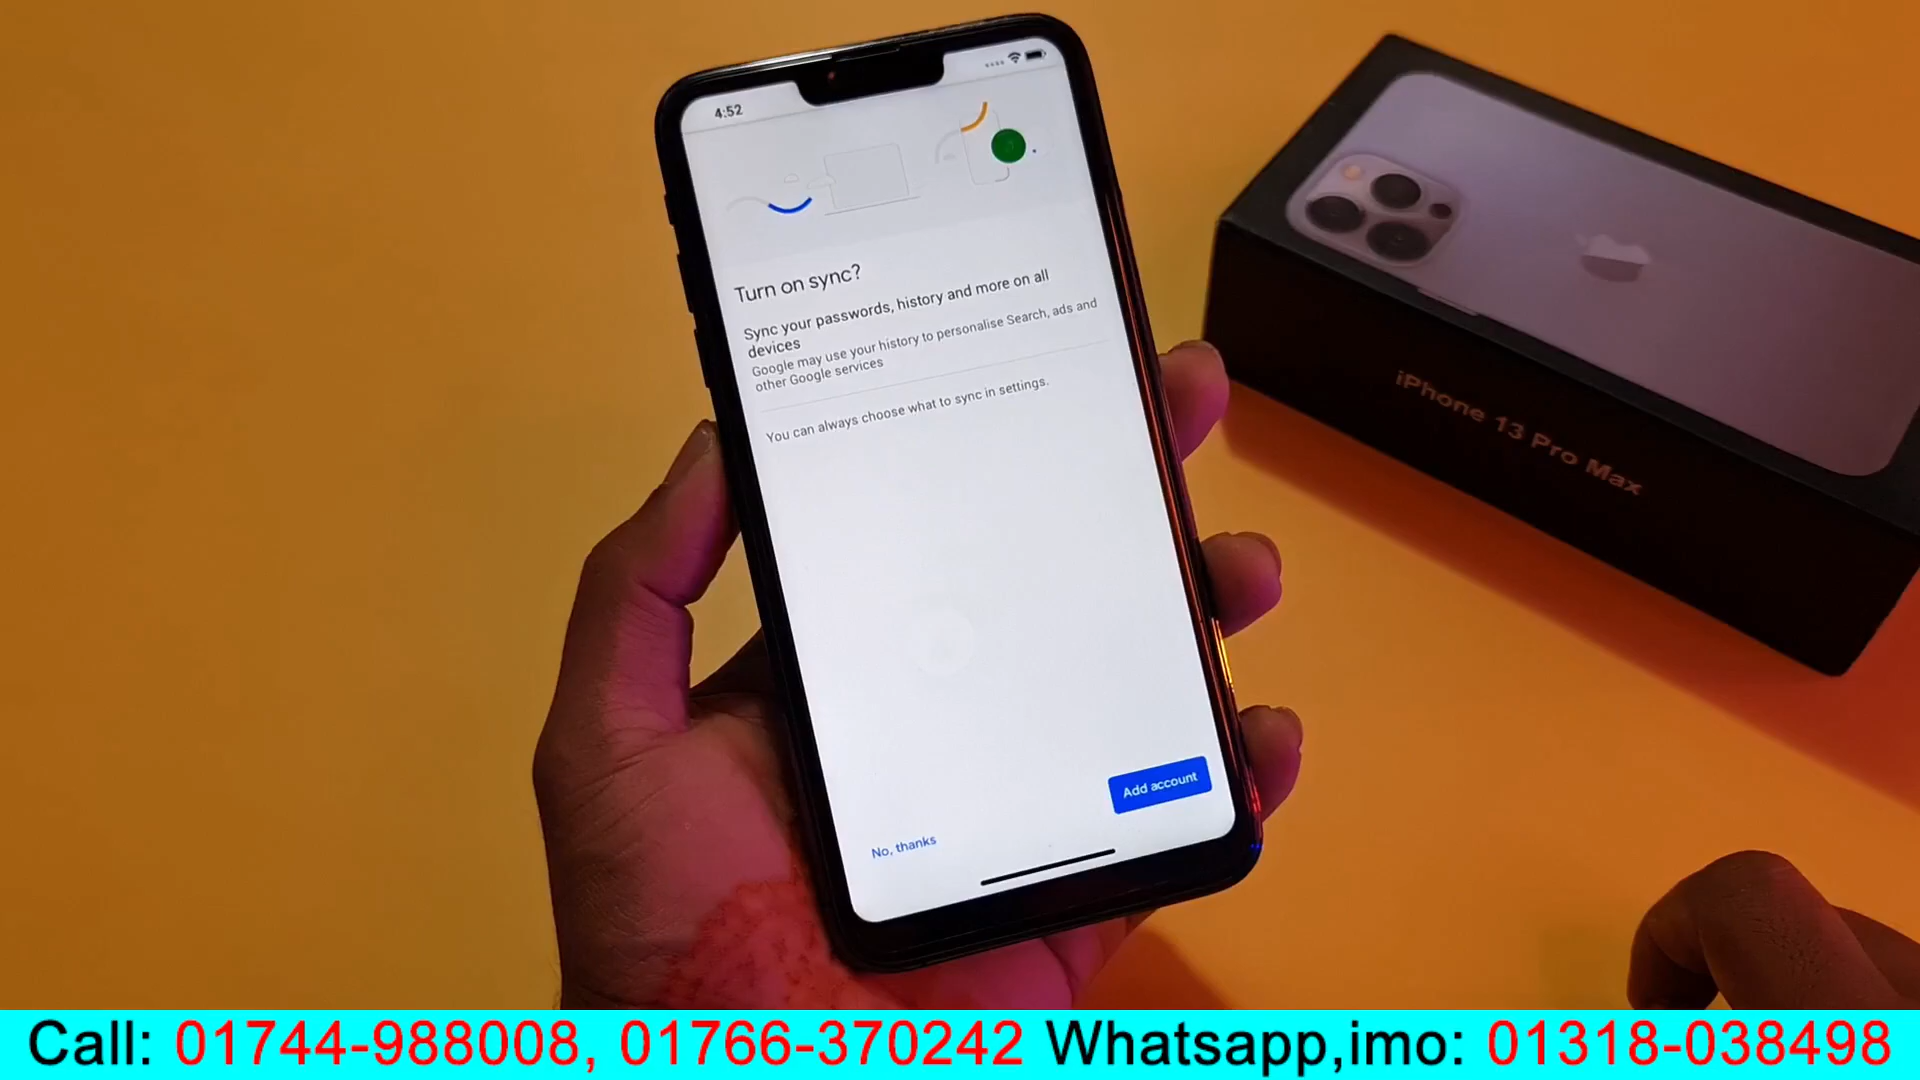 4:52
Turn on sync?
Sync your passwords, history and more on all
devices
Google may use your history to personalise Search, ads and
other Google services
You can always choose what to sync in settings.
Add account
No, thanks
iPhone 13 Pro Max
Call: 01744-988008, 01766-370242 Whatsapp,imo: 01318-038498